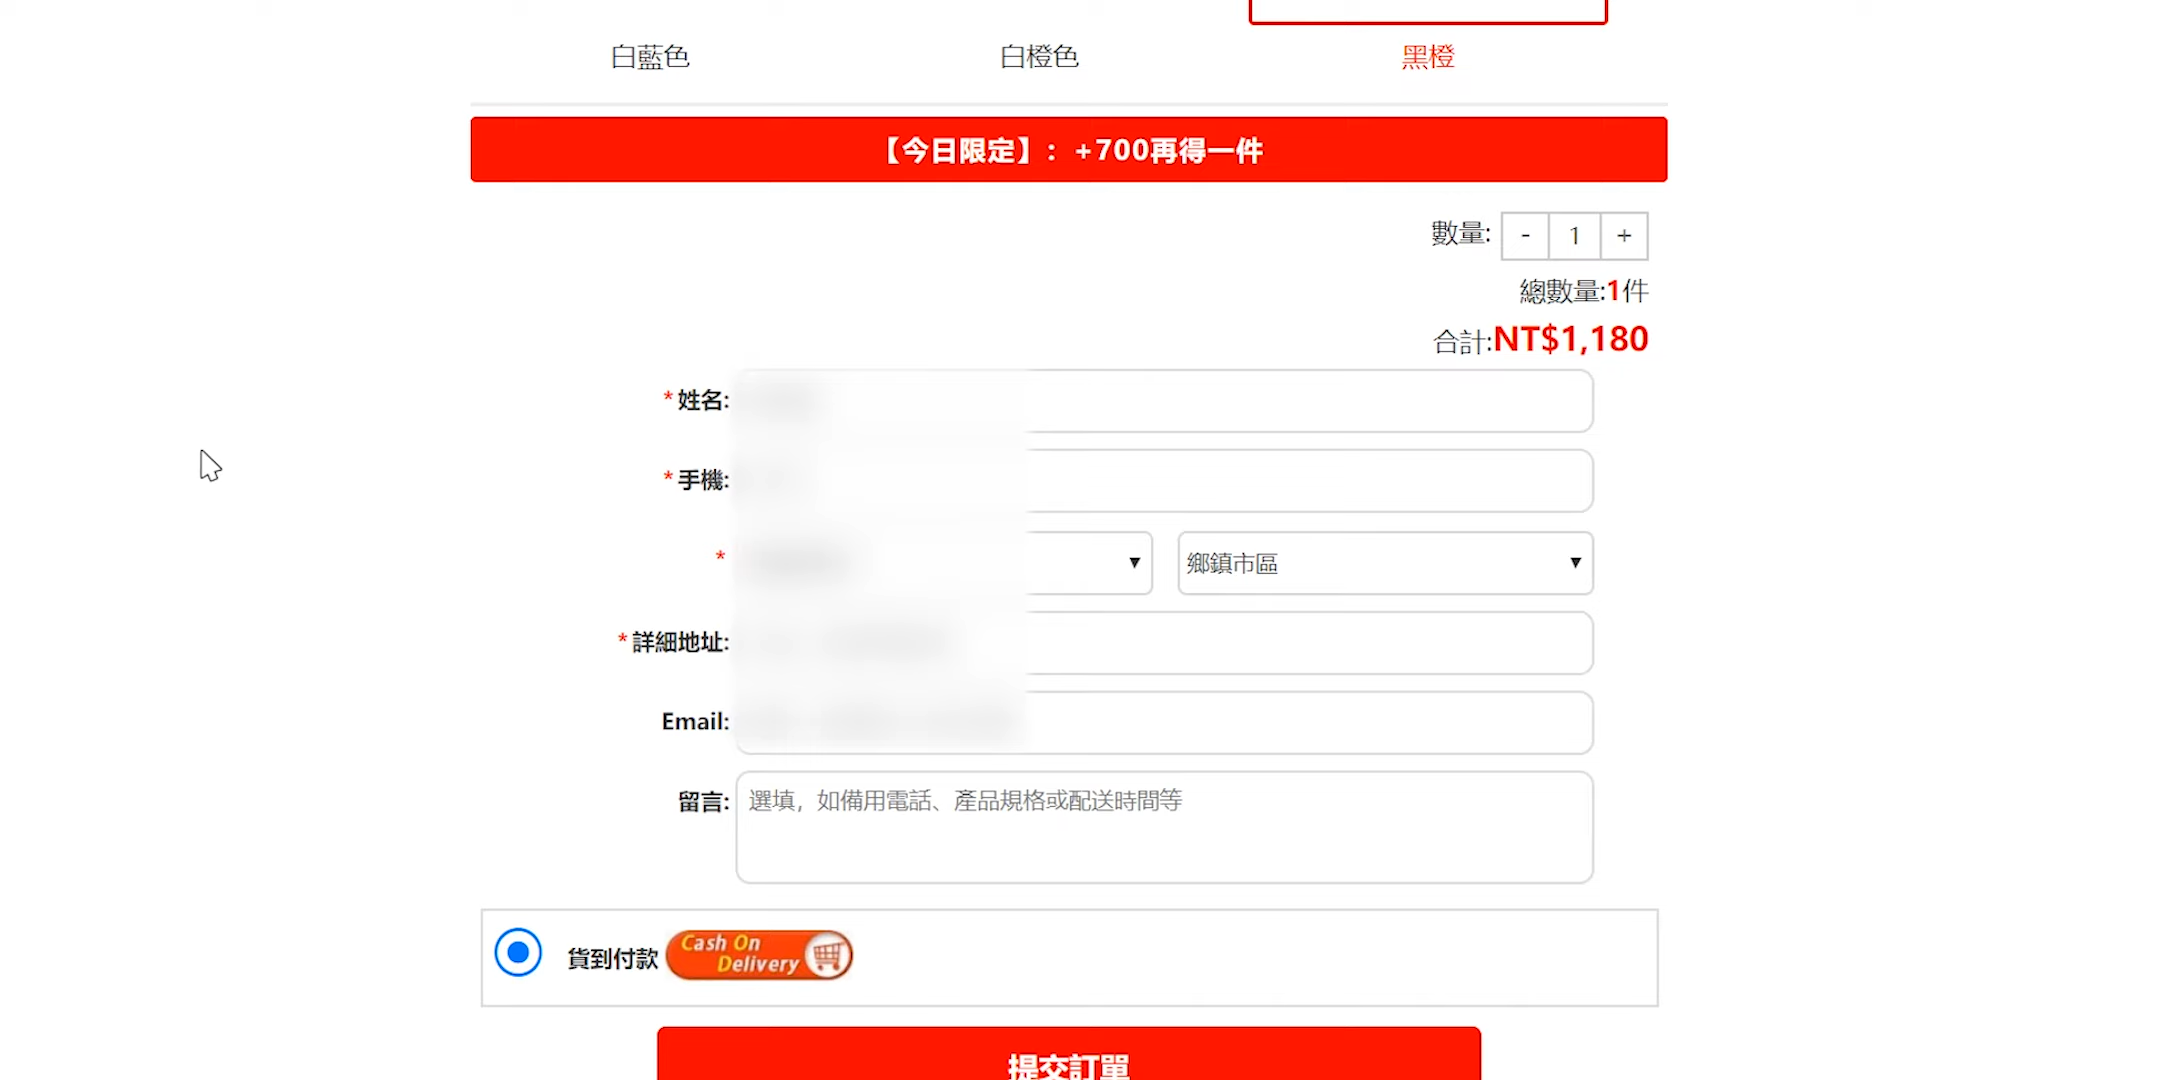 白藍色 白橙色 黑橙
【今日限定】：+700再得一件
數量: - 1 +
總數量:1件
合計:NT$1,180
*姓名:
*手機:
* ▼ 鄉鎮市區 ▼
*詳細地址:
Email:
留言: 選填，如備用電話、產品規格或配送時間等
貨到付款 Cash On
Delivery
提交訂單